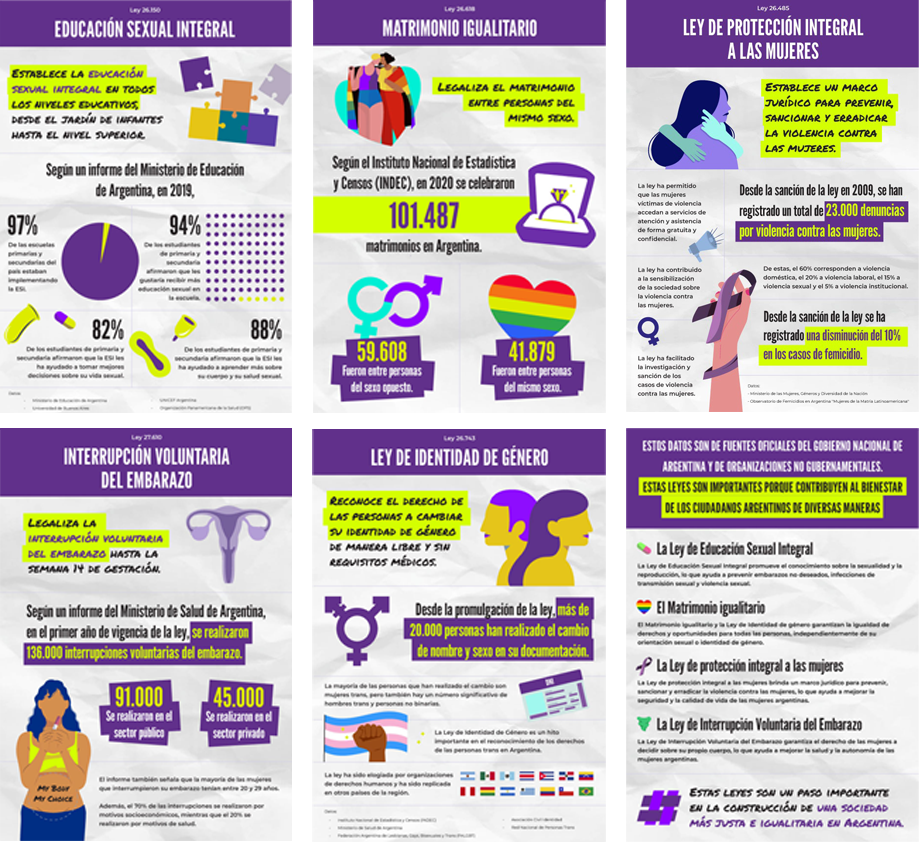 Ley 26.150
EDUCACIÓN SEXUAL INTEGRAL
ESTABLECE LA EDUCACIÓN
SEXUAL INTEGRAL EN TODOS
LOS NIVELES EDUCATIVOS,
DESDE EL JARDÍN DE INFANTES
HASTA EL NIVEL SUPERIOR.
Según un informe del Ministerio de Educación
de Argentina, en 2019,
97%
De las escuelas
primarias y
secundarias del
país estaban
implementando
la ESI.
94%
De los estudiantes
de primaria y
secundaria
afirmaron que les
gustaría recibir más
educación sexual en
la escuela.
82%
De los estudiantes de primaria y
secundaria afirmaron que la ESI les
ha ayudado a tomar mejores
decisiones sobre su vida sexual.
88%
De los estudiantes de primaria y
secundaria afirmaron que la ESI les
ha ayudado a aprender más sobre
su cuerpo y su salud sexual.
Datos:
- Ministerio de Educación de Argentina
- Universidad de Buenos Aires
- UNICEF Argentina
- Organización Panamericana de la Salud (OPS)
Ley 26.618
MATRIMONIO IGUALITARIO
LEGALIZA EL MATRIMONIO
ENTRE PERSONAS DEL
MISMO SEXO.
Según el Instituto Nacional de Estadística
y Censos (INDEC), en 2020 se celebraron
101.487
matrimonios en Argentina.
59.608
Fueron entre personas
del sexo opuesto.
41.879
Fueron entre personas
del mismo sexo.
Ley 26.485
LEY DE PROTECCIÓN INTEGRAL
A LAS MUJERES
ESTABLECE UN MARCO
JURÍDICO PARA PREVENIR,
SANCIONAR Y ERRADICAR
LA VIOLENCIA CONTRA
LAS MUJERES.
La ley ha permitido
que las mujeres
víctimas de violencia
accedan a servicios de
atención y asistencia
de forma gratuita y
confidencial.
Desde la sanción de la ley en 2009, se han
registrado un total de 23.000 denuncias
por violencia contra las mujeres.
La ley ha contribuido
a la sensibilización
de la sociedad sobre
la violencia contra
las mujeres.
De estas, el 60% corresponden a violencia
doméstica, el 20% a violencia laboral, el 15% a
violencia sexual y el 5% a violencia institucional.
Desde la sanción de la ley se ha
registrado una disminución del 10%
en los casos de femicidio.
La ley ha facilitado
la investigación y
sanción de los
casos de violencia
contra las mujeres.
Datos:
- Ministerio de las Mujeres, Géneros y Diversidad de la Nación
- Observatorio de Femicidios en Argentina "Mujeres de la Matria Latinoamericana"
Ley 27.610
INTERRUPCIÓN VOLUNTARIA
DEL EMBARAZO
LEGALIZA LA
INTERRUPCIÓN VOLUNTARIA
DEL EMBARAZO HASTA LA
SEMANA 14 DE GESTACIÓN.
Según un informe del Ministerio de Salud de Argentina,
en el primer año de vigencia de la ley, se realizaron
136.000 interrupciones voluntarias del embarazo.
91.000
Se realizaron en el
sector público
45.000
Se realizaron en el
sector privado
MY BODY
MY CHOICE
El informe también señala que la mayoría de las mujeres
que interrumpieron su embarazo tenían entre 20 y 29 años.
Además, el 70% de las interrupciones se realizaron por
motivos socioeconómicos, mientras que el 20% se
realizaron por motivos de salud.
Ley 26.743
LEY DE IDENTIDAD DE GÉNERO
RECONOCE EL DERECHO DE
LAS PERSONAS A CAMBIAR
SU IDENTIDAD DE GÉNERO
DE MANERA LIBRE Y SIN
REQUISITOS MÉDICOS.
Desde la promulgación de la ley, más de
20.000 personas han realizado el cambio
de nombre y sexo en su documentación.
La mayoría de las personas que han realizado el cambio son
mujeres trans, pero también hay un número significativo de
hombres trans y personas no binarias.
DNI
La Ley de Identidad de Género es un hito
importante en el reconocimiento de los derechos
de las personas trans en Argentina.
La ley ha sido elogiada por organizaciones
de derechos humanos y ha sido replicada
en otros países de la región.
Datos:
- Instituto Nacional de Estadística y Censos (INDEC)
- Ministerio de Salud de Argentina
- Federación Argentina de Lesbianas, Gays, Bisexuales y Trans (FALGBT)
- Asociación Civil Identidad
- Red Nacional de Personas Trans
ESTOS DATOS SON DE FUENTES OFICIALES DEL GOBIERNO NACIONAL DE
ARGENTINA Y DE ORGANIZACIONES NO GUBERNAMENTALES.
ESTAS LEYES SON IMPORTANTES PORQUE CONTRIBUYEN AL BIENESTAR
DE LOS CIUDADANOS ARGENTINOS DE DIVERSAS MANERAS
La Ley de Educación Sexual Integral
La Ley de Educación Sexual Integral promueve el conocimiento sobre la sexualidad y la
reproducción, lo que ayuda a prevenir embarazos no deseados, infecciones de
transmisión sexual y violencia sexual.
El Matrimonio igualitario
El Matrimonio igualitario y la Ley de identidad de género garantizan la igualdad de
derechos y oportunidades para todas las personas, independientemente de su
orientación sexual o identidad de género.
La Ley de protección integral a las mujeres
La Ley de protección integral a las mujeres brinda un marco jurídico para prevenir,
sancionar y erradicar la violencia contra las mujeres, lo que ayuda a mejorar la
seguridad y la calidad de vida de las mujeres argentinas.
La Ley de Interrupción Voluntaria del Embarazo
La Ley de Interrupción Voluntaria del Embarazo garantiza el derecho de las mujeres a
decidir sobre su propio cuerpo, lo que ayuda a mejorar la salud y la autonomía de las
mujeres argentinas.
ESTAS LEYES SON UN PASO IMPORTANTE
EN LA CONSTRUCCIÓN DE UNA SOCIEDAD
MÁS JUSTA E IGUALITARIA EN ARGENTINA.